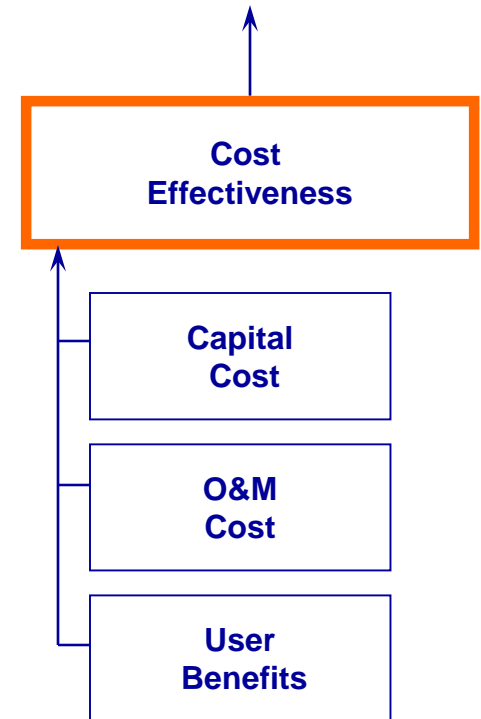 Cost
Effectiveness
Capital
Cost
O&M
Cost
User
Benefits